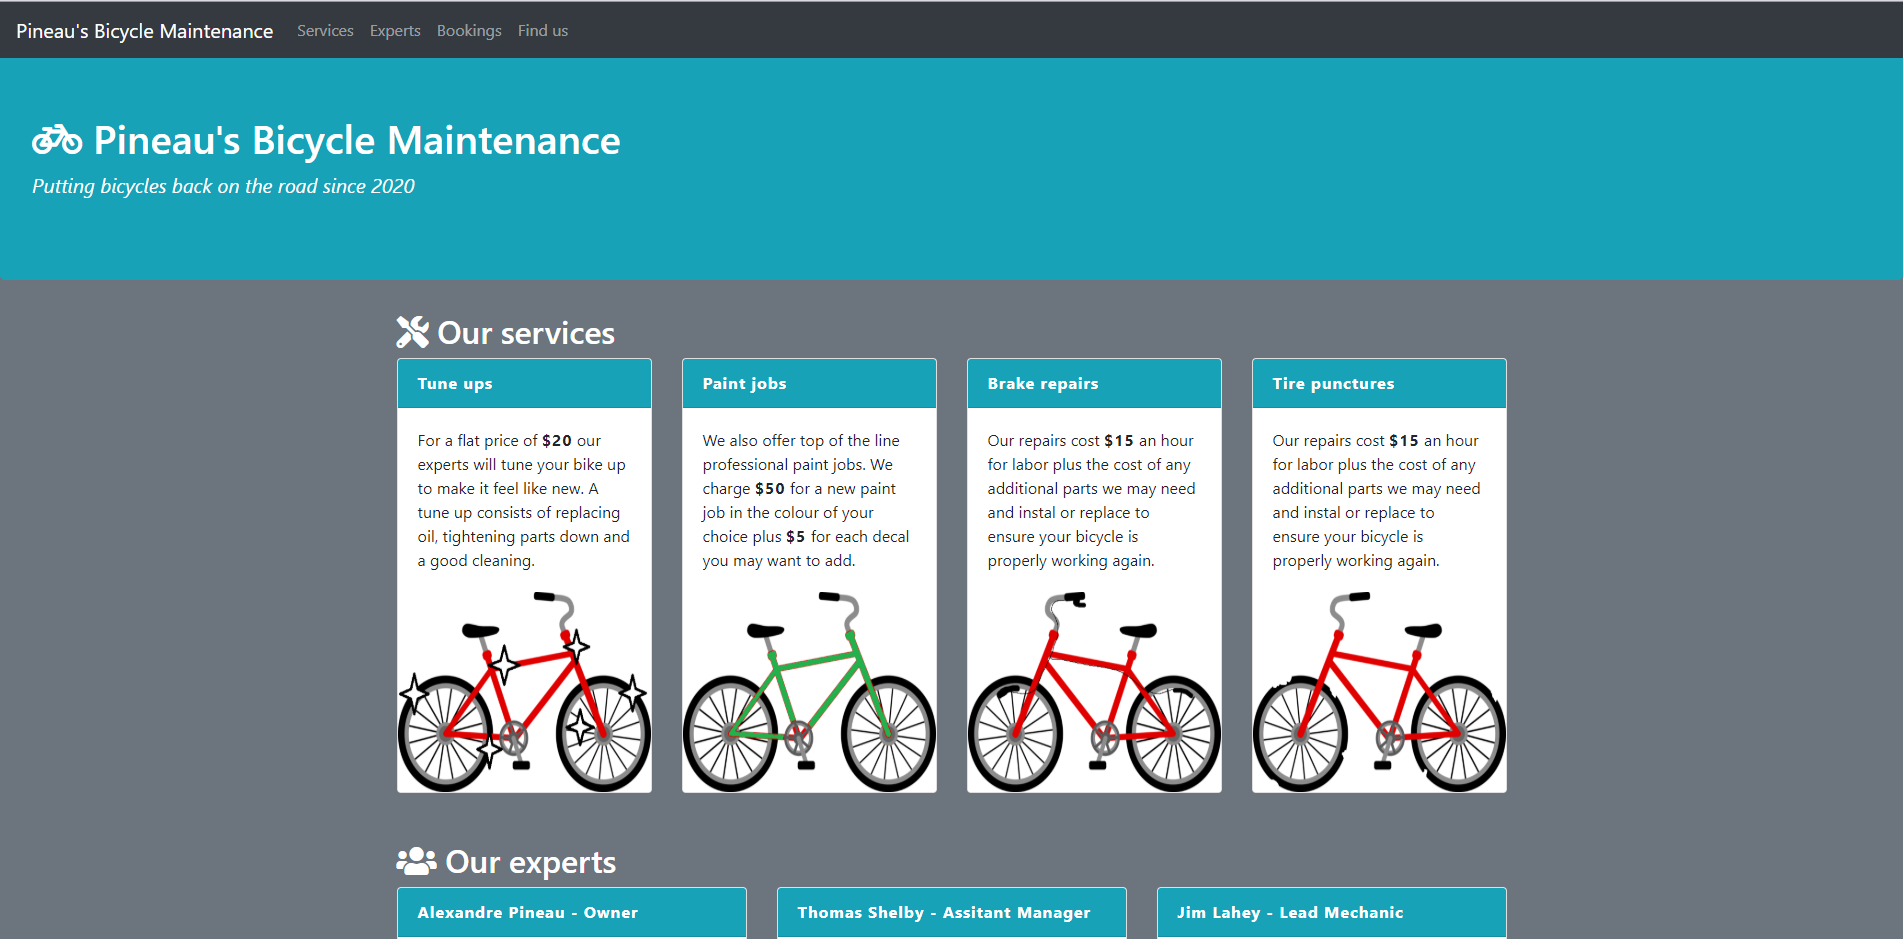 Pineau's Bicycle Maintenance Services Experts Bookings Find us
Pineau's Bicycle Maintenance
Putting bicycles back on the road since 2020
Our services
Tune ups
For a flat price of $20 our
experts will tune your bike up
to make it feel like new. A
tune up consists of replacing
oil, tightening parts down and
a good cleaning.
Paint jobs
We also offer top of the line
professional paint jobs. We
charge $50 for a new paint
job in the colour of your
choice plus $5 for each decal
you may want to add.
Brake repairs
Our repairs cost $15 an hour
for labor plus the cost of any
additional parts we may need
and instal or replace to
ensure your bicycle is
properly working again.
Tire punctures
Our repairs cost $15 an hour
for labor plus the cost of any
additional parts we may need
and instal or replace to
ensure your bicycle is
properly working again.
Our experts
Alexandre Pineau - Owner
Thomas Shelby - Assitant Manager
Jim Lahey - Lead Mechanic